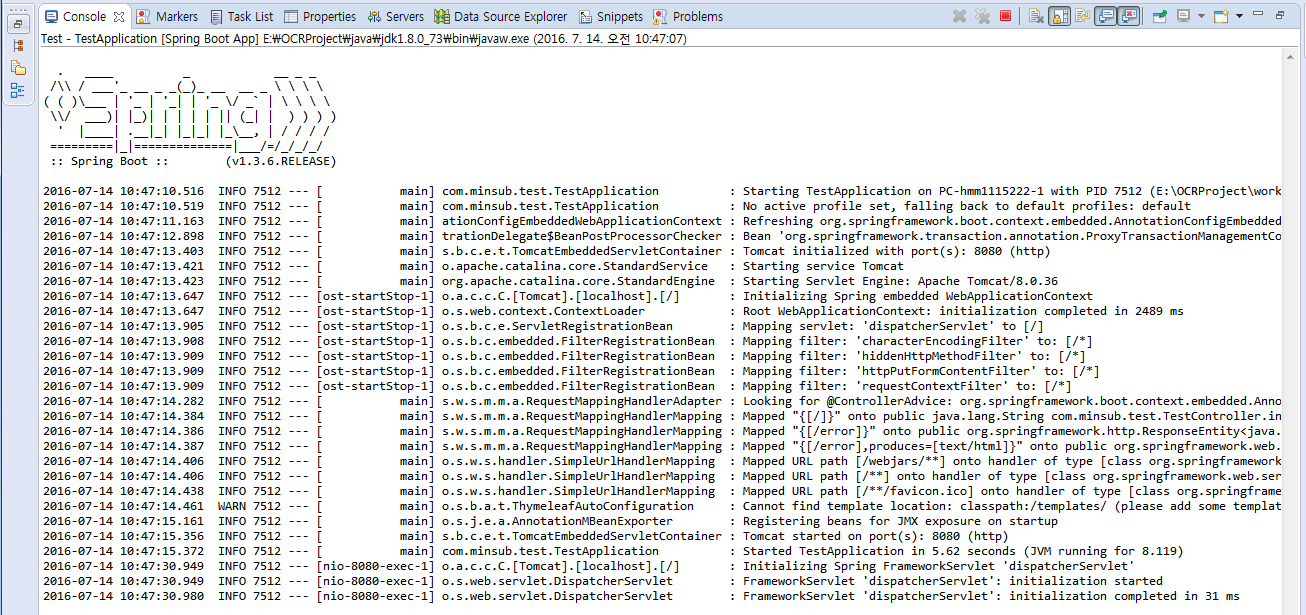 Console Markers Task List Properties Servers Data Source Explorer Snippets Problems
Test - TestApplication [Spring Boot App] E:₩OCRProject₩java₩jdk1.8.0_73₩bin₩javaw.exe (2016. 7. 14. 오전 10:47:07)
  .   ____          _            __ _ _
 /\\ / ___'_ __ _ _(_)_ __  __ _ \ \ \ \
( ( )\___ | '_ | '_| | '_ \/ _` | \ \ \ \
 \\/  ___)| |_)| | | | | || (_| |  ) ) ) )
  '  |____| .__|_| |_|_| |_\__, | / / / /
 =========|_|==============|___/=/_/_/_/
 :: Spring Boot ::        (v1.3.6.RELEASE)
2016-07-14 10:47:10.516  INFO 7512 --- [           main] com.minsub.test.TestApplication          : Starting TestApplication on PC-hmm1115222-1 with PID 7512 (E:\OCRProject\work
2016-07-14 10:47:10.519  INFO 7512 --- [           main] com.minsub.test.TestApplication          : No active profile set, falling back to default profiles: default
2016-07-14 10:47:11.163  INFO 7512 --- [           main] ationConfigEmbeddedWebApplicationContext : Refreshing org.springframework.boot.context.embedded.AnnotationConfigEmbedded
2016-07-14 10:47:12.898  INFO 7512 --- [           main] trationDelegate$BeanPostProcessorChecker : Bean 'org.springframework.transaction.annotation.ProxyTransactionManagementCo
2016-07-14 10:47:13.403  INFO 7512 --- [           main] s.b.c.e.t.TomcatEmbeddedServletContainer : Tomcat initialized with port(s): 8080 (http)
2016-07-14 10:47:13.421  INFO 7512 --- [           main] o.apache.catalina.core.StandardService   : Starting service Tomcat
2016-07-14 10:47:13.423  INFO 7512 --- [           main] org.apache.catalina.core.StandardEngine  : Starting Servlet Engine: Apache Tomcat/8.0.36
2016-07-14 10:47:13.647  INFO 7512 --- [ost-startStop-1] o.a.c.c.C.[Tomcat].[localhost].[/]       : Initializing Spring embedded WebApplicationContext
2016-07-14 10:47:13.647  INFO 7512 --- [ost-startStop-1] o.s.web.context.ContextLoader            : Root WebApplicationContext: initialization completed in 2489 ms
2016-07-14 10:47:13.905  INFO 7512 --- [ost-startStop-1] o.s.b.c.e.ServletRegistrationBean        : Mapping servlet: 'dispatcherServlet' to [/]
2016-07-14 10:47:13.908  INFO 7512 --- [ost-startStop-1] o.s.b.c.embedded.FilterRegistrationBean  : Mapping filter: 'characterEncodingFilter' to: [/*]
2016-07-14 10:47:13.909  INFO 7512 --- [ost-startStop-1] o.s.b.c.embedded.FilterRegistrationBean  : Mapping filter: 'hiddenHttpMethodFilter' to: [/*]
2016-07-14 10:47:13.909  INFO 7512 --- [ost-startStop-1] o.s.b.c.embedded.FilterRegistrationBean  : Mapping filter: 'httpPutFormContentFilter' to: [/*]
2016-07-14 10:47:13.909  INFO 7512 --- [ost-startStop-1] o.s.b.c.embedded.FilterRegistrationBean  : Mapping filter: 'requestContextFilter' to: [/*]
2016-07-14 10:47:14.282  INFO 7512 --- [           main] s.w.s.m.m.a.RequestMappingHandlerAdapter : Looking for @ControllerAdvice: org.springframework.boot.context.embedded.Anno
2016-07-14 10:47:14.384  INFO 7512 --- [           main] s.w.s.m.m.a.RequestMappingHandlerMapping : Mapped "{[/]}" onto public java.lang.String com.minsub.test.TestController.in
2016-07-14 10:47:14.386  INFO 7512 --- [           main] s.w.s.m.m.a.RequestMappingHandlerMapping : Mapped "{[/error]}" onto public org.springframework.http.ResponseEntity<java.
2016-07-14 10:47:14.387  INFO 7512 --- [           main] s.w.s.m.m.a.RequestMappingHandlerMapping : Mapped "{[/error],produces=[text/html]}" onto public org.springframework.web.
2016-07-14 10:47:14.406  INFO 7512 --- [           main] o.s.w.s.handler.SimpleUrlHandlerMapping  : Mapped URL path [/webjars/**] onto handler of type [class org.springframework
2016-07-14 10:47:14.406  INFO 7512 --- [           main] o.s.w.s.handler.SimpleUrlHandlerMapping  : Mapped URL path [/**] onto handler of type [class org.springframework.web.ser
2016-07-14 10:47:14.438  INFO 7512 --- [           main] o.s.w.s.handler.SimpleUrlHandlerMapping  : Mapped URL path [/**/favicon.ico] onto handler of type [class org.springframe
2016-07-14 10:47:14.461  WARN 7512 --- [           main] o.s.b.a.t.ThymeleafAutoConfiguration     : Cannot find template location: classpath:/templates/ (please add some templat
2016-07-14 10:47:15.161  INFO 7512 --- [           main] o.s.j.e.a.AnnotationMBeanExporter        : Registering beans for JMX exposure on startup
2016-07-14 10:47:15.356  INFO 7512 --- [           main] s.b.c.e.t.TomcatEmbeddedServletContainer : Tomcat started on port(s): 8080 (http)
2016-07-14 10:47:15.372  INFO 7512 --- [           main] com.minsub.test.TestApplication          : Started TestApplication in 5.62 seconds (JVM running for 8.119)
2016-07-14 10:47:30.949  INFO 7512 --- [nio-8080-exec-1] o.a.c.c.C.[Tomcat].[localhost].[/]       : Initializing Spring FrameworkServlet 'dispatcherServlet'
2016-07-14 10:47:30.949  INFO 7512 --- [nio-8080-exec-1] o.s.web.servlet.DispatcherServlet        : FrameworkServlet 'dispatcherServlet': initialization started
2016-07-14 10:47:30.980  INFO 7512 --- [nio-8080-exec-1] o.s.web.servlet.DispatcherServlet        : FrameworkServlet 'dispatcherServlet': initialization completed in 31 ms